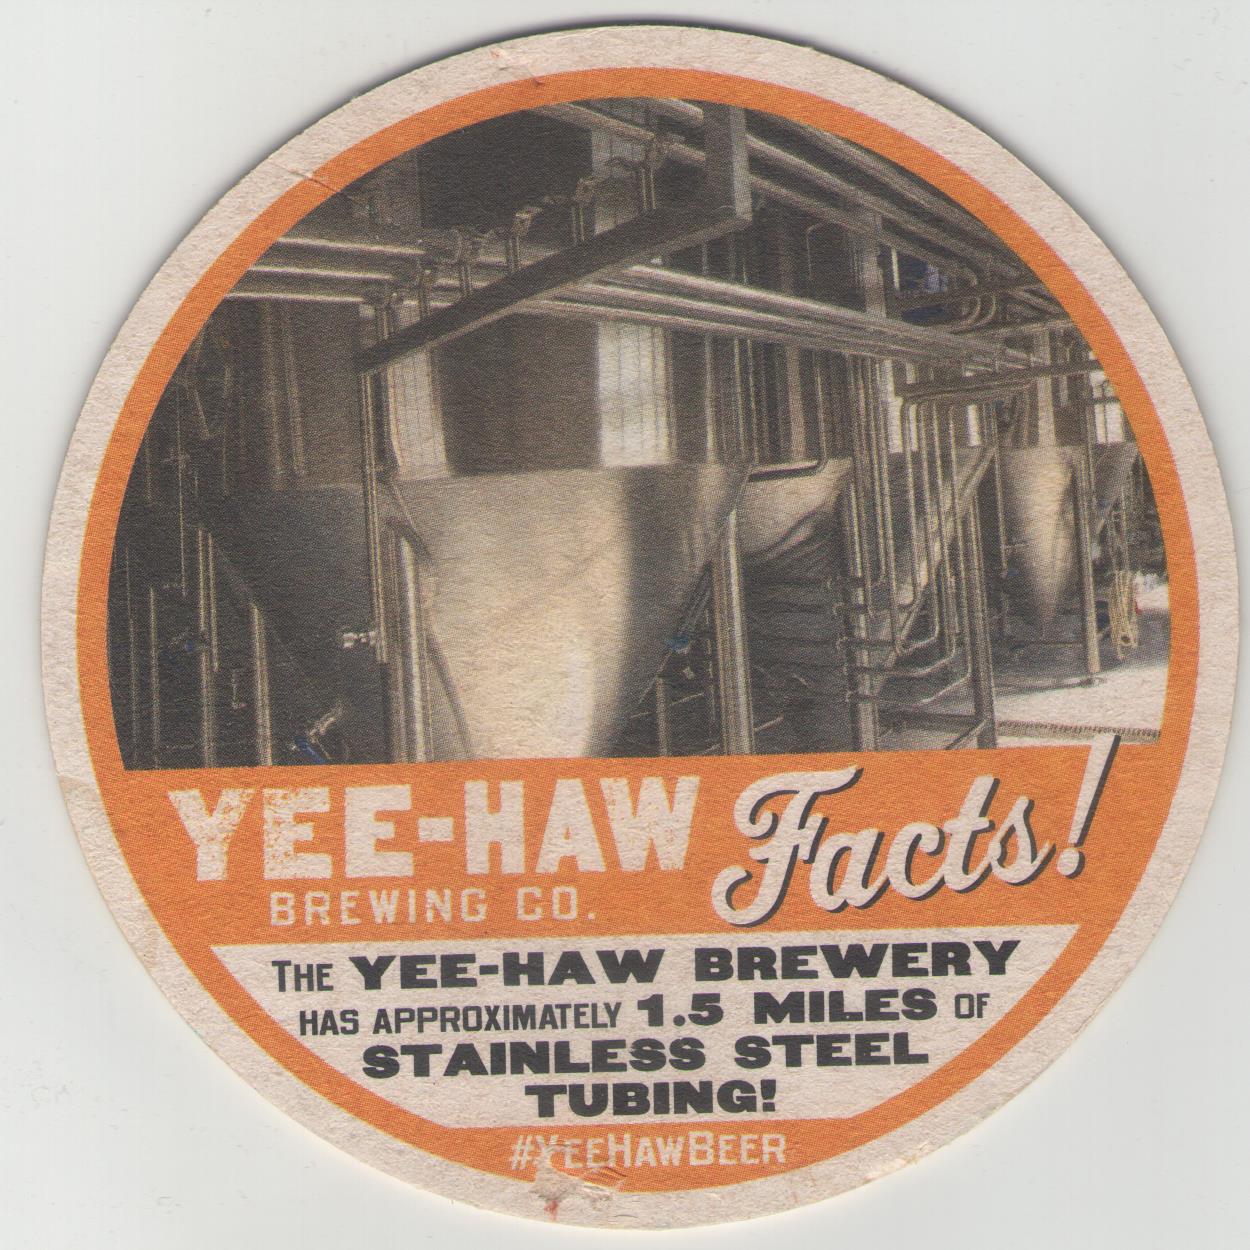 YEE-HAW Facts!
BREWING CO.
THE YEE-HAW BREWERY
HAS APPROXIMATELY 1.5 MILES OF
STAINLESS STEEL
TUBING!
#YEEHAWBEER